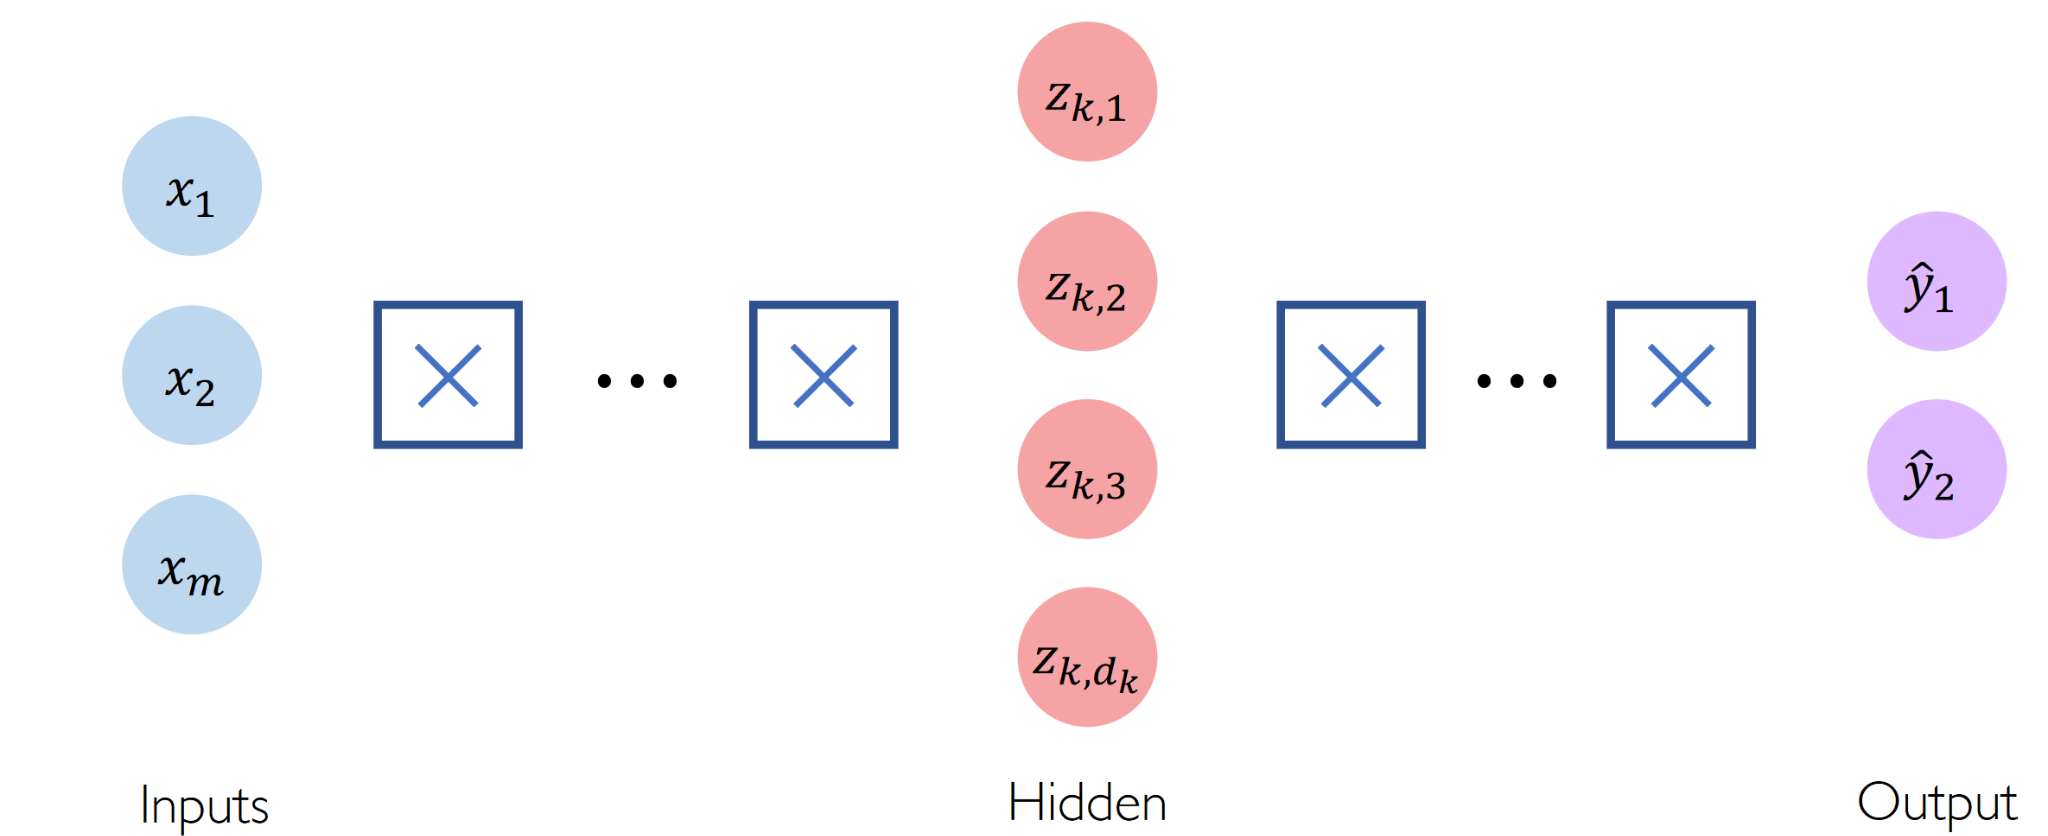 x₁
x₂
xₘ
• • •
z_{k,1}
z_{k,2}
z_{k,3}
z_{k,d_k}
• • •
ŷ₁
ŷ₂
Inputs
Hidden
Output